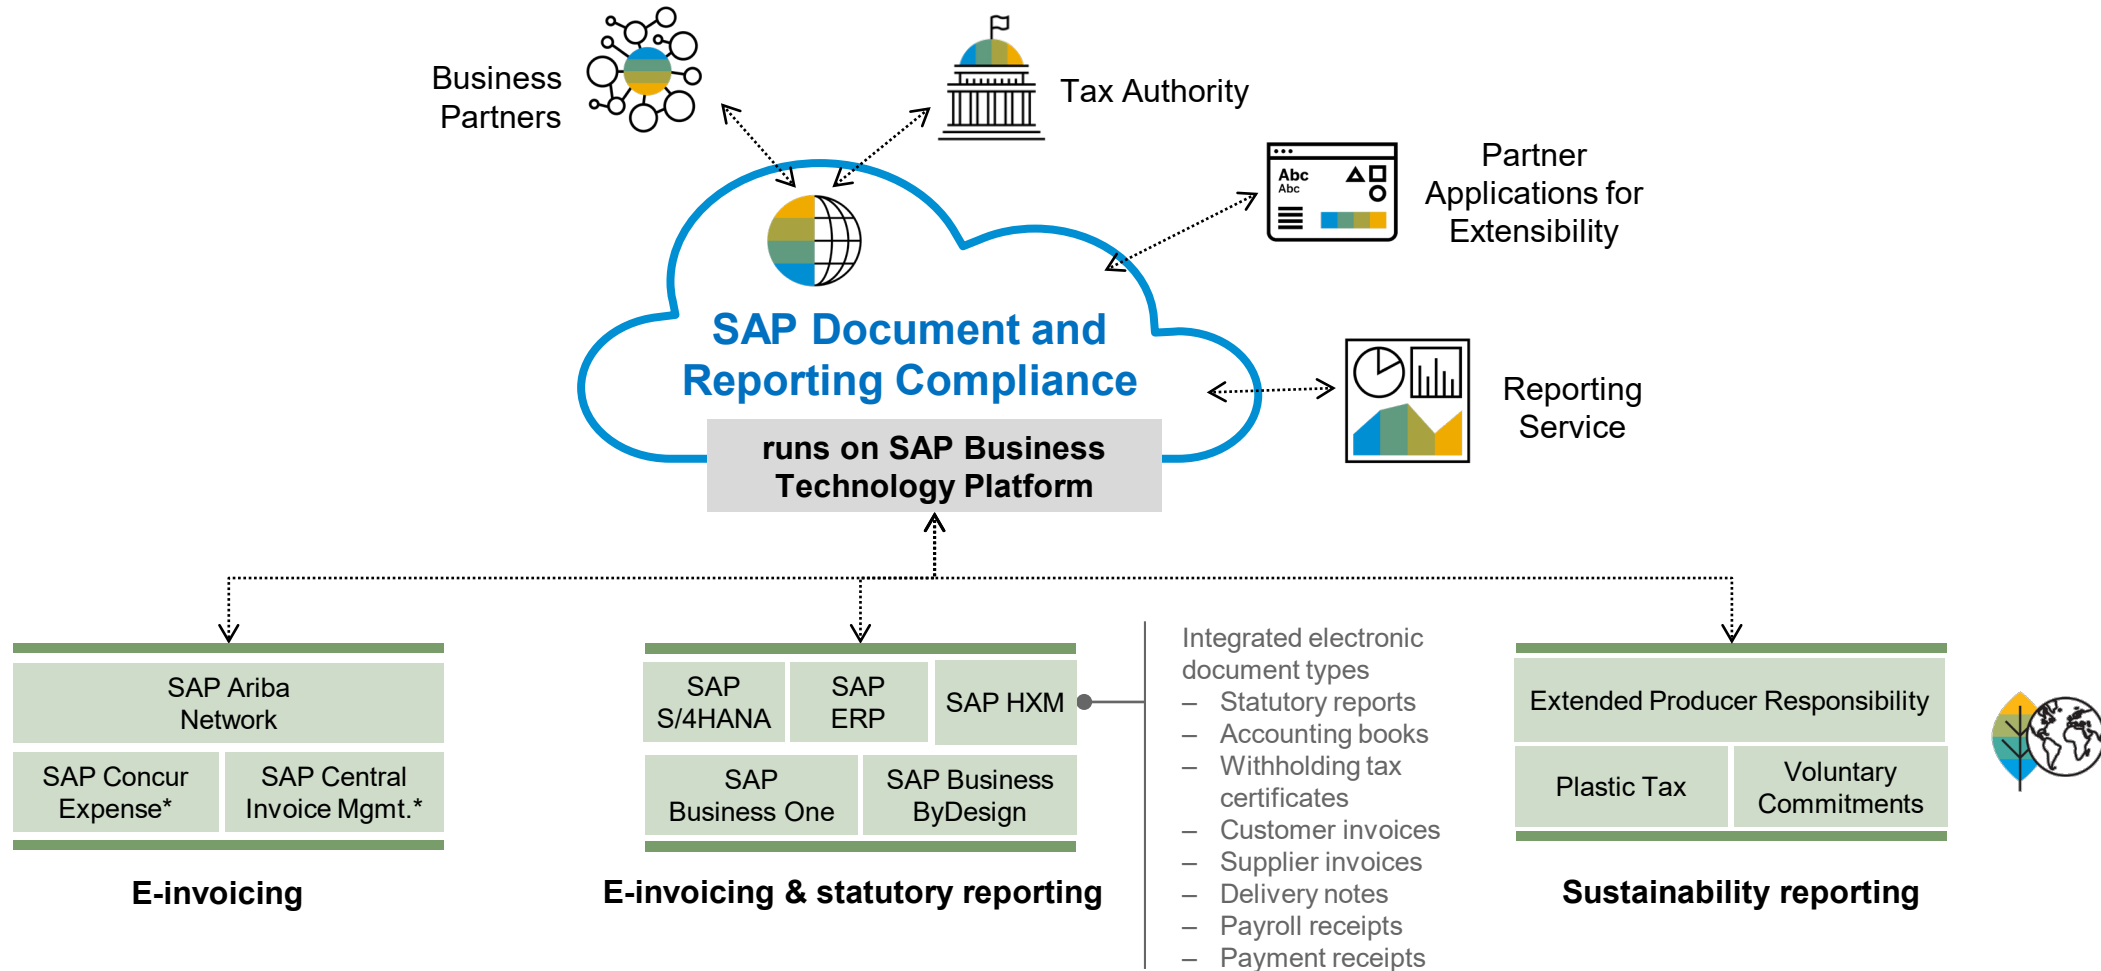 Business
Partners
Tax Authority
Abc
Abc
Partner
Applications for
Extensibility
SAP Document and
Reporting Compliance
runs on SAP Business
Technology Platform
Reporting
Service
SAP Ariba
Network
SAP Concur
Expense*
SAP Central
Invoice Mgmt.*
E-invoicing
SAP
S/4HANA
SAP
ERP
SAP HXM
SAP
Business One
SAP Business
ByDesign
E-invoicing & statutory reporting
Integrated electronic
document types
– Statutory reports
– Accounting books
– Withholding tax
certificates
– Customer invoices
– Supplier invoices
– Delivery notes
– Payroll receipts
– Payment receipts
Extended Producer Responsibility
Plastic Tax
Voluntary
Commitments
Sustainability reporting